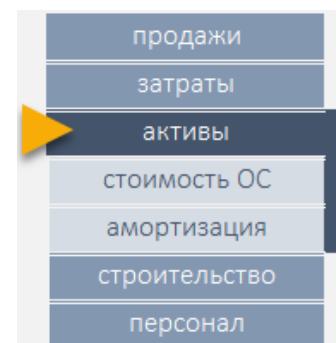 продажи
затраты
активы
стоимость ОС
амортизация
строительство
персонал